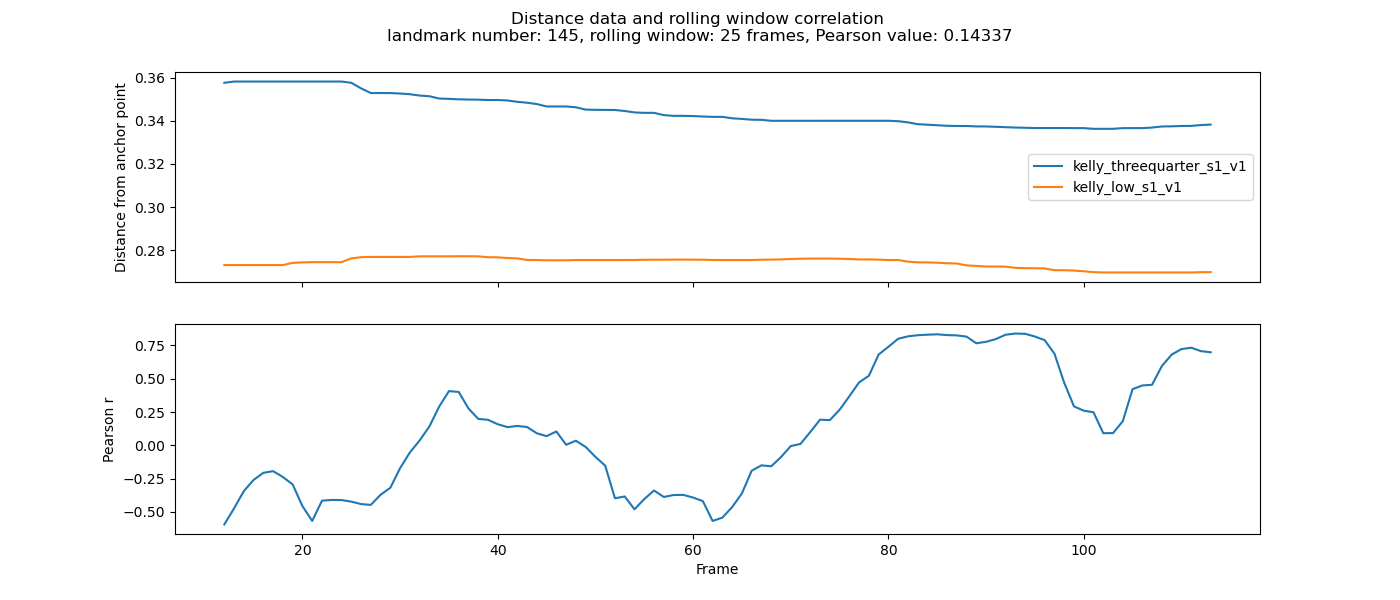 Distance data and rolling window correlation
landmark number: 145, rolling window: 25 frames, Pearson value: 0.14337
Distance from anchor point
0.36
0.34
0.32
0.30
0.28
kelly_threequarter_s1_v1
kelly_low_s1_v1
Pearson r
0.75
0.50
0.25
0.00
−0.25
−0.50
20
40
60
80
100
Frame